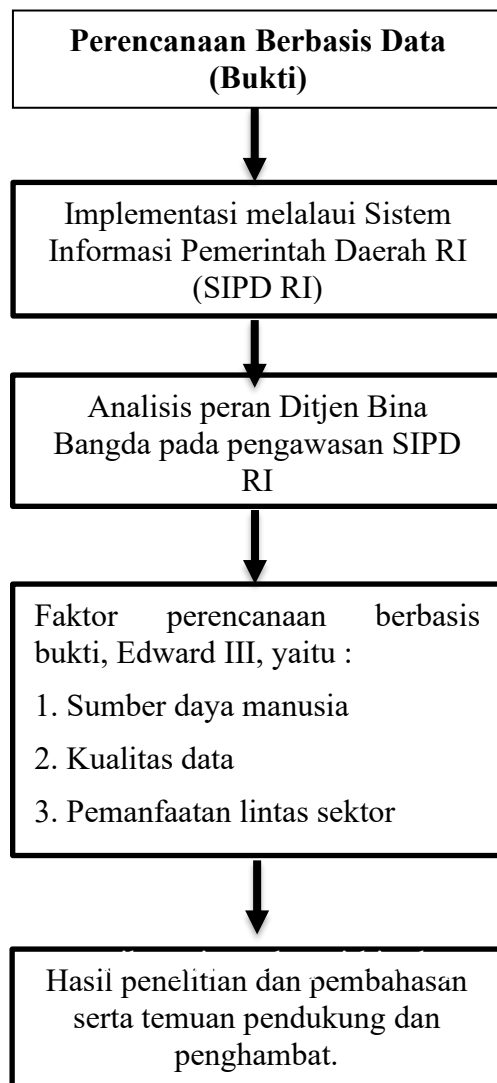 Perencanaan Berbasis Data
(Bukti)
Implementasi melalaui Sistem
Informasi Pemerintah Daerah RI
(SIPD RI)
Analisis peran Ditjen Bina
Bangda pada pengawasan SIPD
RI
Faktor perencanaan berbasis
bukti, Edward III, yaitu :
1. Sumber daya manusia
2. Kualitas data
3. Pemanfaatan lintas sektor
Hasil penelitian dan pembahasan
serta temuan pendukung dan
penghambat.